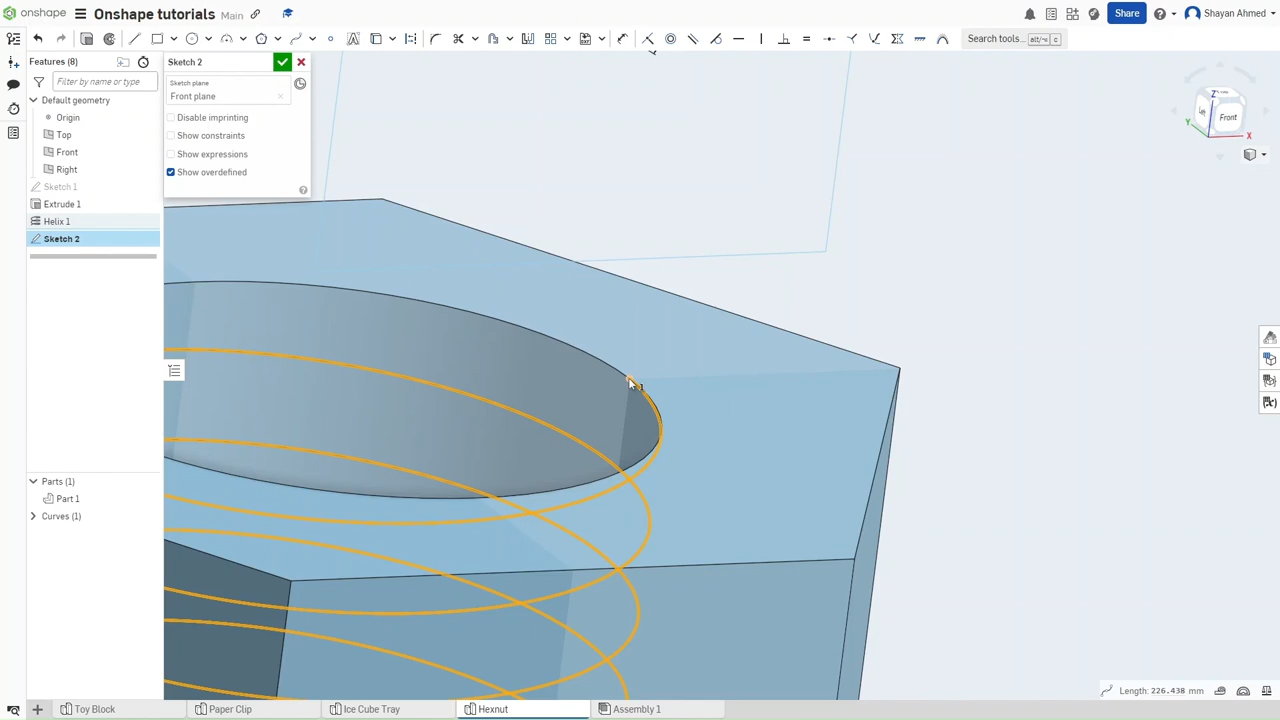 onshape
Onshape tutorials
Main
Share
Shayan Ahmed
Search tools...
alt/⌥ c
Features (8)
Filter by name or type
Default geometry
Origin
Top
Front
Right
Sketch 1
Extrude 1
Helix 1
Sketch 2
Parts (1)
Part 1
Curves (1)
Sketch 2
Sketch plane
Front plane
Disable imprinting
Show constraints
Show expressions
Show overdefined
Z
Front
Y
X
1
Length: 226.438 mm
Toy Block
Paper Clip
Ice Cube Tray
Hexnut
Assembly 1